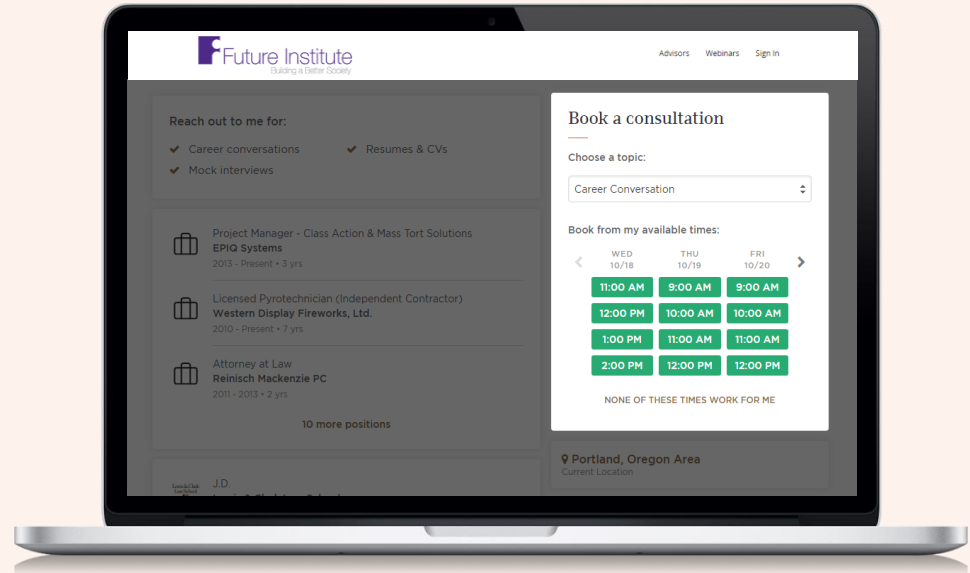 Future Institute
Building a Better Society
Advisors Webinars Sign In
Reach out to me for:
Career conversations Resumes & CVs
Mock interviews
Project Manager - Class Action & Mass Tort Solutions
EPIQ Systems
2013 - Present • 3 yrs
Licensed Pyrotechnician (Independent Contractor)
Western Display Fireworks, Ltd.
2010 - Present • 7 yrs
Attorney at Law
Reinisch Mackenzie PC
2011 - 2013 • 2 yrs
10 more positions
J.D.
Book a consultation
Choose a topic:
Career Conversation
Book from my available times:
WED THU FRI
10/18 10/19 10/20
11:00 AM 9:00 AM 9:00 AM
12:00 PM 10:00 AM 10:00 AM
1:00 PM 11:00 AM 11:00 AM
2:00 PM 12:00 PM 12:00 PM
NONE OF THESE TIMES WORK FOR ME
Portland, Oregon Area
Current Location